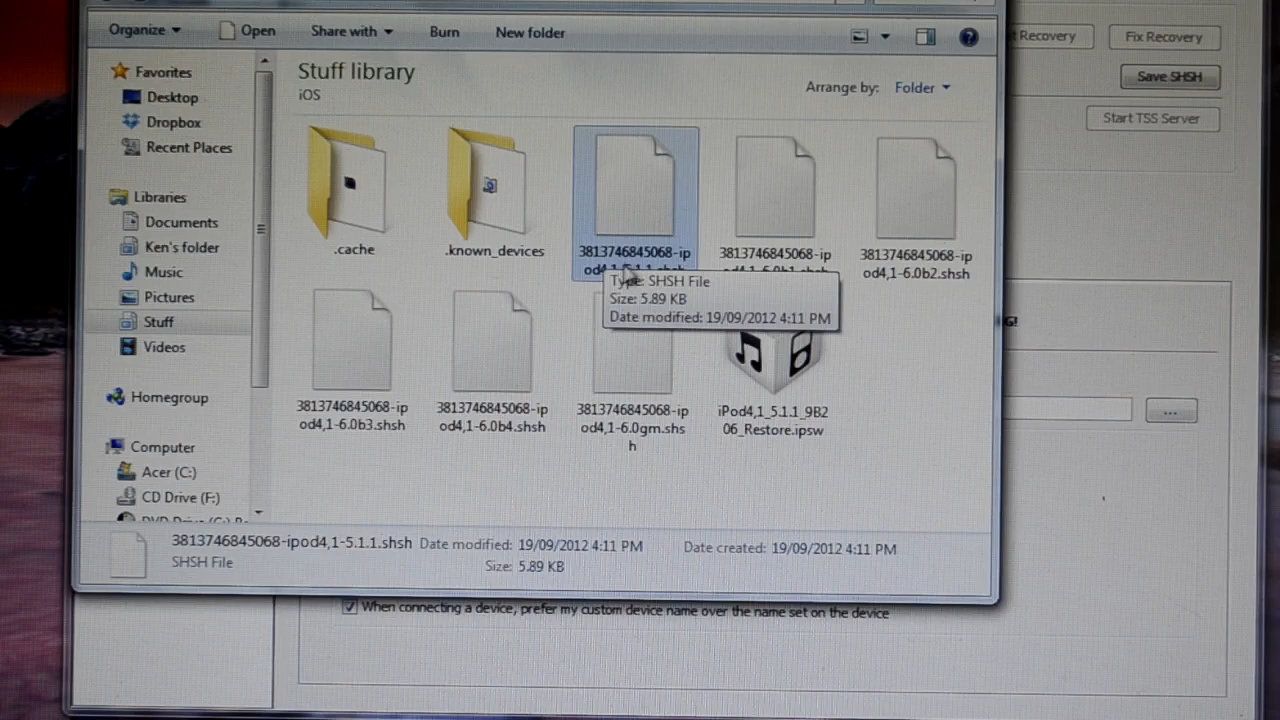 Organize
Open
Share with
Burn
New folder
Recovery
Fix Recovery
Stuff library
iOS
Arrange by: Folder
Save SHSH
Start TSS Server
Favorites
Desktop
Dropbox
Recent Places
Libraries
Documents
Ken's folder
Music
Pictures
Stuff
Videos
Homegroup
Computer
Acer (C:)
CD Drive (F:)
.cache
.known_devices
3813746845068-ip
3813746845068-ip
3813746845068-ip
od4,1-6.0b2.shsh
Type: SHSH File
Size: 5.89 KB
Date modified: 19/09/2012 4:11 PM
3813746845068-ip
od4,1-6.0b3.shsh
3813746845068-ip
od4,1-6.0b4.shsh
3813746845068-ip
od4,1-6.0gm.shs
h
iPod4,1_5.1.1_9B2
06_Restore.ipsw
G!
...
3813746845068-ipod4,1-5.1.1.shsh Date modified: 19/09/2012 4:11 PM Date created: 19/09/2012 4:11 PM
SHSH File Size: 5.89 KB
When connecting a device, prefer my custom device name over the name set on the device